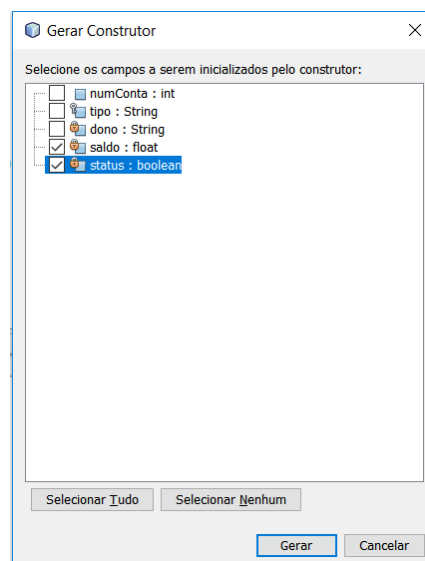 Gerar Construtor
Selecione os campos a serem inicializados pelo construtor:
numConta : int
tipo : String
dono : String
saldo : float
status : boolean
Selecionar Tudo Selecionar Nenhum
Gerar Cancelar